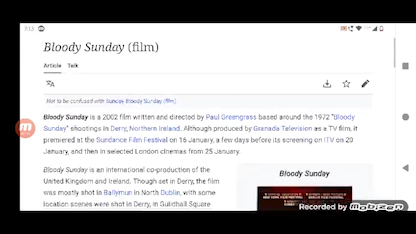 Bloody Sunday (film)
Article Talk
Not to be confused with Sunday Bloody Sunday (film).
Bloody Sunday is a 2002 film written and directed by Paul Greengrass based around the 1972 "Bloody
Sunday" shootings in Derry, Northern Ireland. Although produced by Granada Television as a TV film, it
premiered at the Sundance Film Festival on 16 January, a few days before its screening on ITV on 20
January, and then in selected London cinemas from 25 January.
Bloody Sunday is an international co-production of the
United Kingdom and Ireland. Though set in Derry, the film
was mostly shot in Ballymun in North Dublin, with some
location scenes were shot in Derry, in Guildhall Square
Bloody Sunday
Recorded by Mobizen